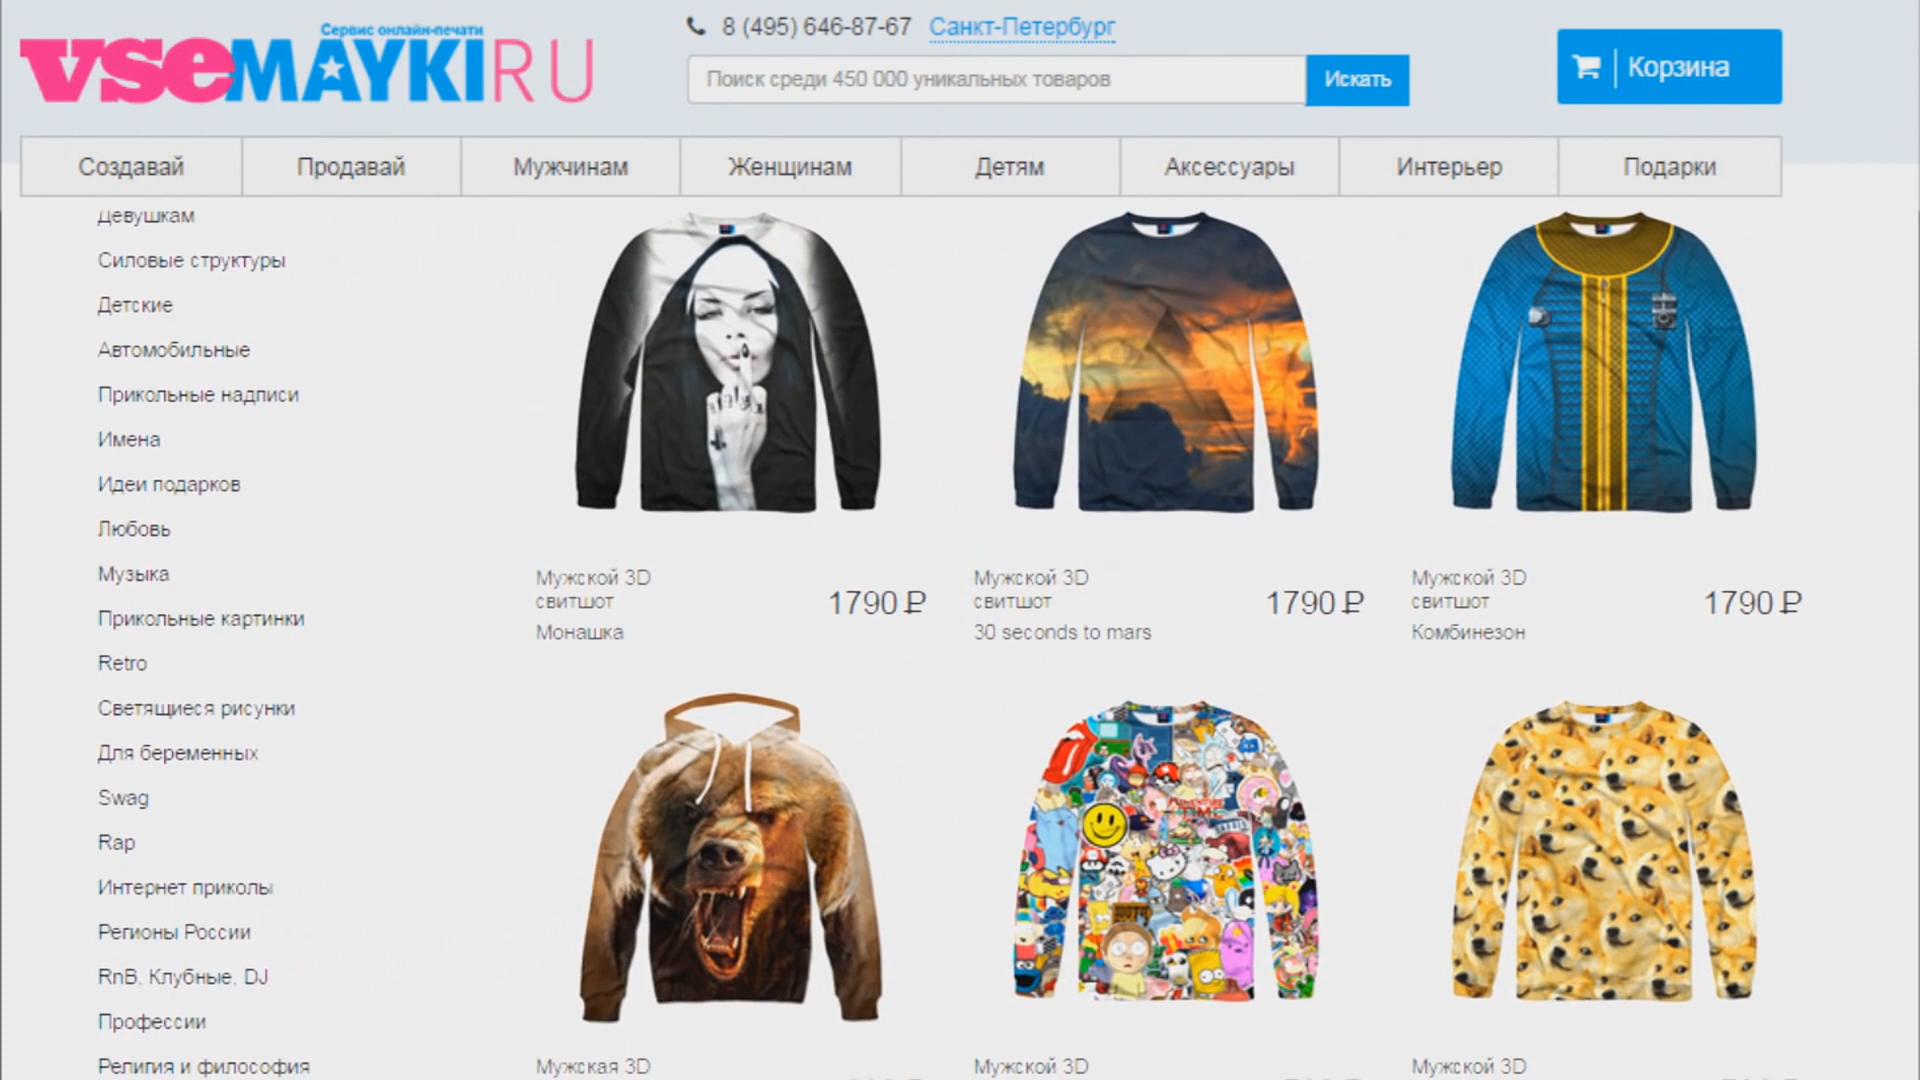 Сервис онлайн-печати
vseMAYKIRU
8 (495) 646-87-67 Санкт-Петербург
Поиск среди 450 000 уникальных товаров
Искать
Корзина
Создавай
Продавай
Мужчинам
Женщинам
Детям
Аксессуары
Интерьер
Подарки
Девушкам
Силовые структуры
Детские
Автомобильные
Прикольные надписи
Имена
Идеи подарков
Любовь
Музыка
Прикольные картинки
Retro
Светящиеся рисунки
Для беременных
Swag
Rap
Интернет приколы
Регионы России
RnB, Клубные, DJ
Профессии
Религия и философия
Мужской 3D
свитшот
Монашка
1790 ₽
Мужской 3D
свитшот
30 seconds to mars
1790 ₽
Мужской 3D
свитшот
Комбинезон
1790 ₽
Мужская 3D
Мужской 3D
Мужской 3D